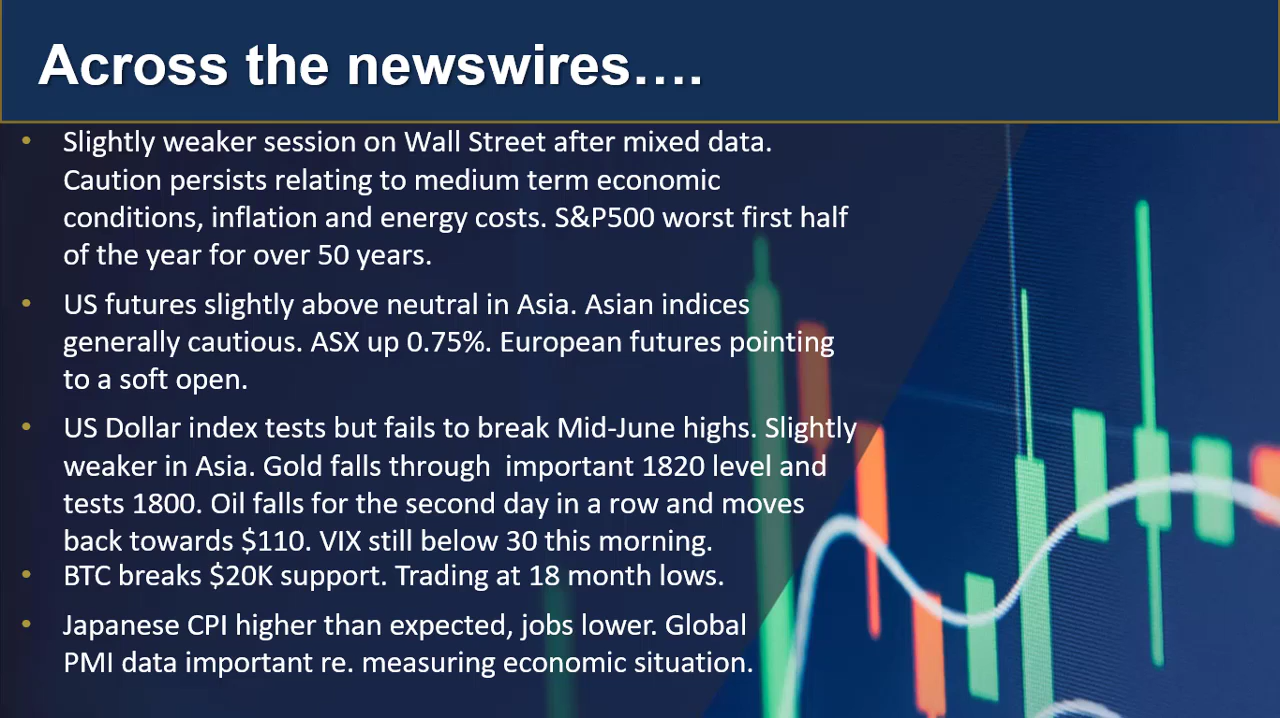 Across the newswires….
• Slightly weaker session on Wall Street after mixed data.
Caution persists relating to medium term economic
conditions, inflation and energy costs. S&P500 worst first half
of the year for over 50 years.
• US futures slightly above neutral in Asia. Asian indices
generally cautious. ASX up 0.75%. European futures pointing
to a soft open.
• US Dollar index tests but fails to break Mid-June highs. Slightly
weaker in Asia. Gold falls through  important 1820 level and
tests 1800. Oil falls for the second day in a row and moves
back towards $110. VIX still below 30 this morning.
• BTC breaks $20K support. Trading at 18 month lows.
• Japanese CPI higher than expected, jobs lower. Global
PMI data important re. measuring economic situation.